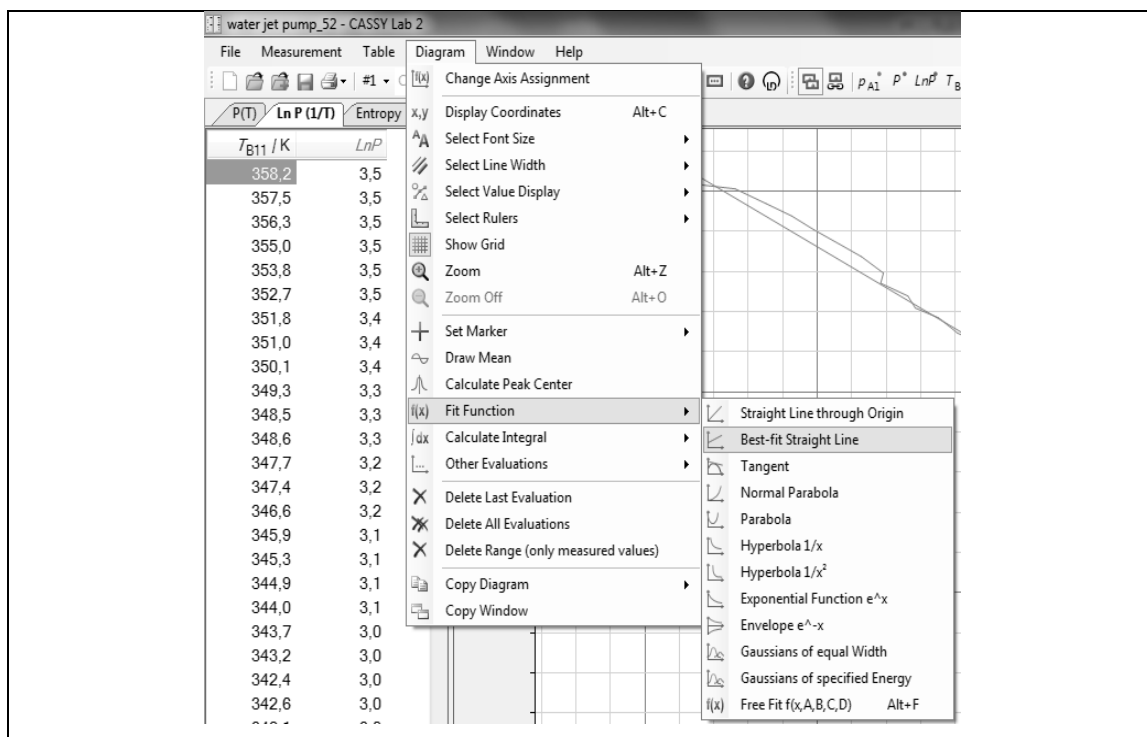 water jet pump_52 - CASSY Lab 2
File Measurement Table Diagram Window Help
#1
pA1* P* LnP TB
P(T) Ln P (1/T) Entropy
TB11 / K LnP
358,2 3,5
357,5 3,5
356,3 3,5
355,0 3,5
353,8 3,5
352,7 3,5
351,8 3,4
351,0 3,4
350,1 3,4
349,3 3,3
348,5 3,3
348,6 3,3
347,7 3,2
347,4 3,2
346,6 3,2
345,9 3,1
345,3 3,1
344,9 3,1
344,0 3,1
343,7 3,0
343,2 3,0
342,4 3,0
342,6 3,0
f(x) Change Axis Assignment
x,y Display Coordinates Alt+C
AA Select Font Size
Select Line Width
Select Value Display
Select Rulers
Show Grid
Zoom Alt+Z
Zoom Off Alt+O
Set Marker
Draw Mean
Calculate Peak Center
f(x) Fit Function
∫dx Calculate Integral
Other Evaluations
Delete Last Evaluation
Delete All Evaluations
Delete Range (only measured values)
Copy Diagram
Copy Window
Straight Line through Origin
Best-fit Straight Line
Tangent
Normal Parabola
Parabola
Hyperbola 1/x
Hyperbola 1/x²
Exponential Function e^x
Envelope e^-x
Gaussians of equal Width
Gaussians of specified Energy
f(x) Free Fit f(x,A,B,C,D) Alt+F